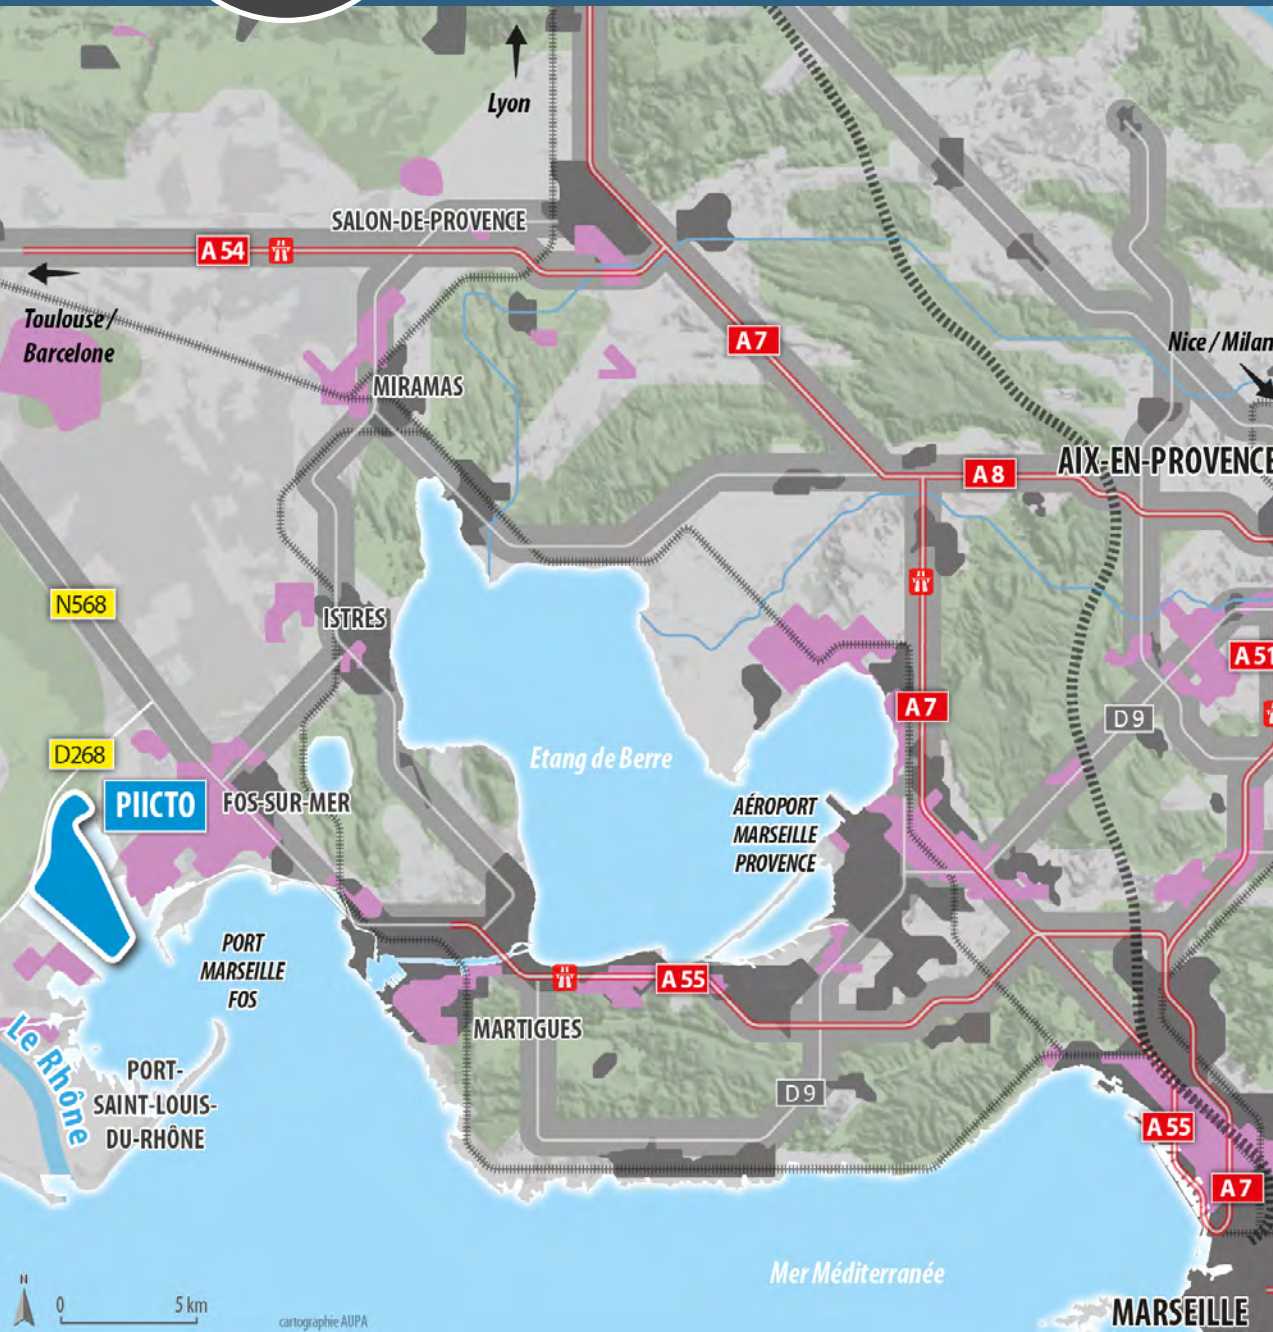 Lyon
SALON-DE-PROVENCE
A 54
Toulouse /
Barcelone
A 7
Nice / Milan
MIRAMAS
AIX-EN-PROVENCE
A 8
N568
ISTRES
A 51
A 7
D 9
D268
Etang de Berre
PIICTO
FOS-SUR-MER
AÉROPORT
MARSEILLE
PROVENCE
PORT
MARSEILLE
FOS
A 55
MARTIGUES
Le Rhône
PORT-
SAINT-LOUIS-
DU-RHÔNE
D 9
A 55
A 7
Mer Méditerranée
N
0 5 km
cartographie AUPA
MARSEILLE